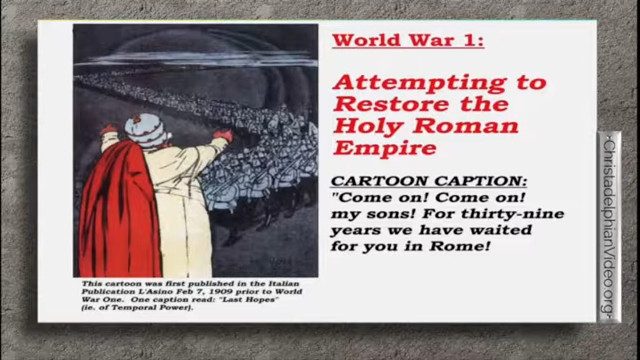 World War 1:
Attempting to
Restore the
Holy Roman
Empire
CARTOON CAPTION:
"Come on! Come on!
my sons! For thirty-nine
years we have waited
for you in Rome!
This cartoon was first published in the Italian
Publication L'Asino Feb 7, 1909 prior to World
War One. One caption read: "Last Hopes"
(ie. of Temporal Power).
ChristadelphianVideo.org